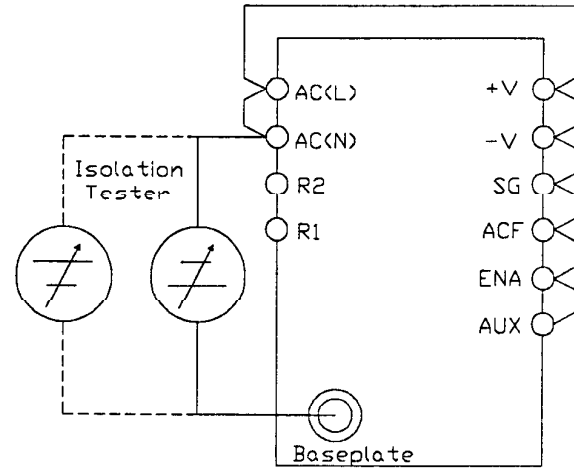 AC(L)
+V
AC(N)
-V
Isolation
Tester
R2
SG
R1
ACF
ENA
AUX
Baseplate